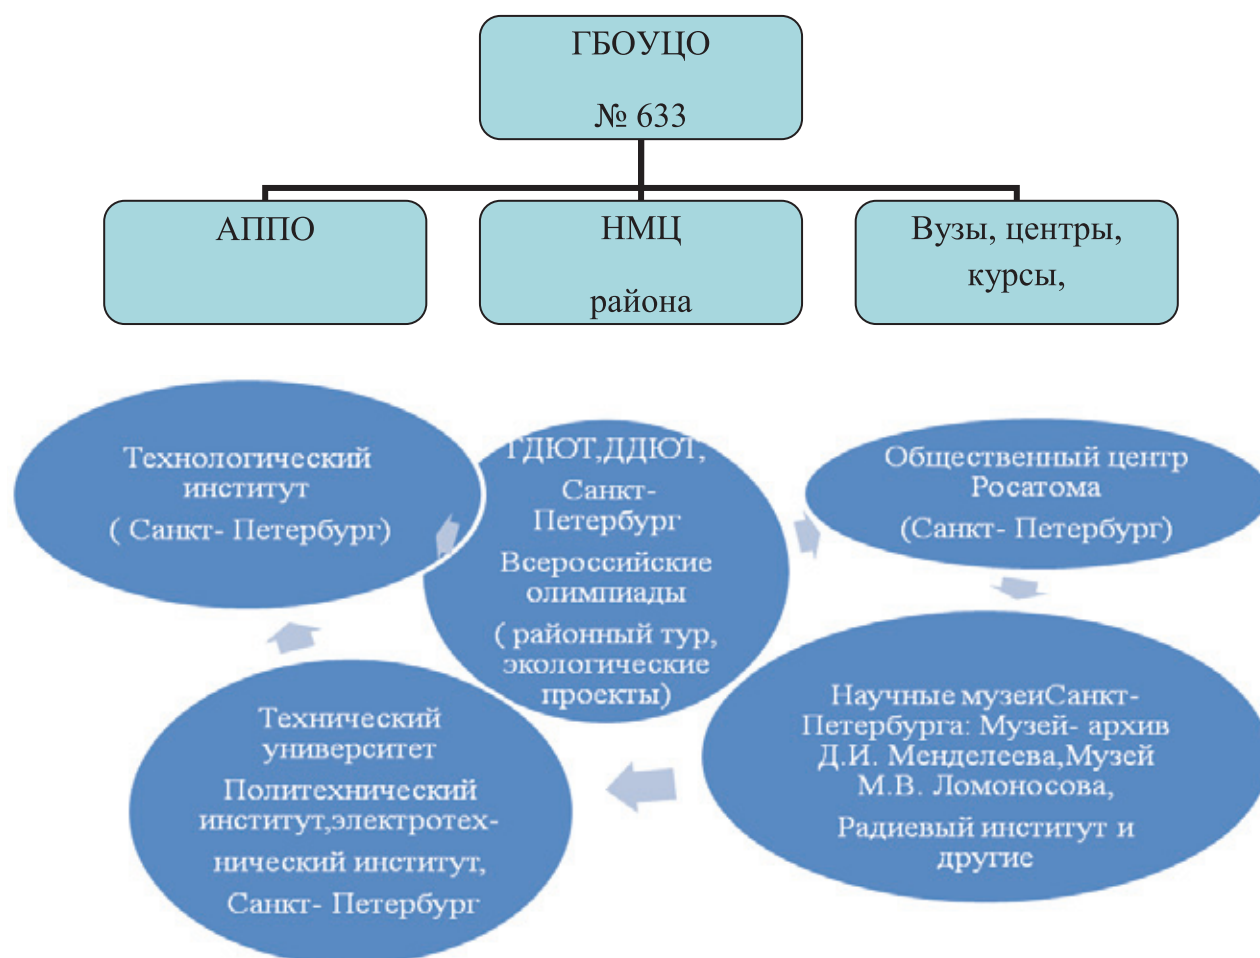 ГБОУЦО
№ 633
АППО
НМЦ
района
Вузы, центры,
курсы,
Технологический
институт
( Санкт- Петербург)
ГДЮТ,ДДЮТ,
Санкт-
Петербург
Всероссийские
олимпиады
( районный тур,
экологические
проекты)
Общественный центр
Росатома
(Санкт- Петербург)
Научные музеиСанкт-
Петербурга: Музей- архив
Д.И. Менделеева,Музей
М.В. Ломоносова,
Радиевый институт и
другие
Технический
университет
Политехнический
институт,электротех-
нический институт,
Санкт- Петербург